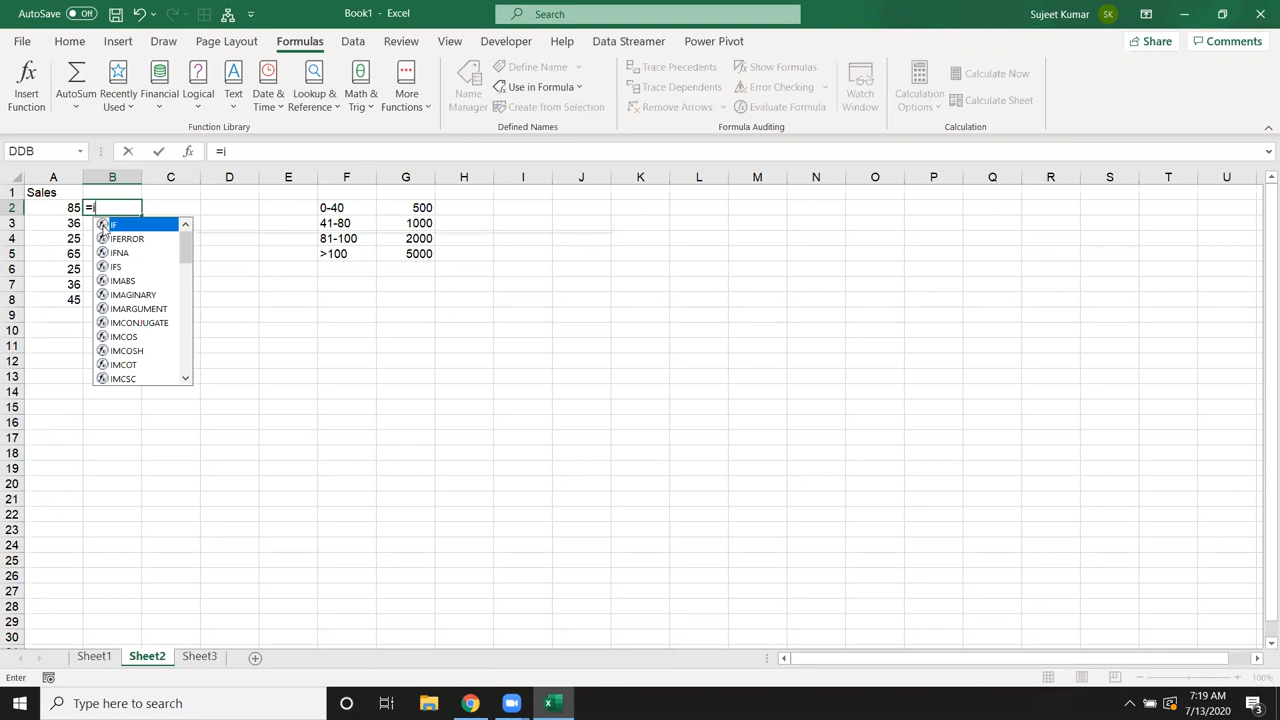 AutoSave Off Book1 - Excel Search Sujeet Kumar SK
File Home Insert Draw Page Layout Formulas Data Review View Developer Help Data Streamer Power Pivot Share Comments
Insert Function AutoSum Recently Used Financial Logical Text Date & Time Lookup & Reference Math & Trig More Functions
Function Library
Name Manager Define Name Use in Formula Create from Selection
Defined Names
Trace Precedents Trace Dependents Remove Arrows Show Formulas Error Checking Evaluate Formula Watch Window
Formula Auditing
Calculation Options Calculate Now Calculate Sheet
Calculation
DDB fx =i
A B C D E F G H I J K L M N O P Q R S T U
1 Sales
2 85 =i 0-40 500
3 36 41-80 1000
4 25 81-100 2000
5 65 >100 5000
6 25
7 36
8 45
9
10
11
12
13
14
15
16
17
18
19
20
21
22
23
24
25
26
27
28
29
30
IF
IFERROR
IFNA
IFS
IMABS
IMAGINARY
IMARGUMENT
IMCONJUGATE
IMCOS
IMCOSH
IMCOT
IMCSC
Sheet1 Sheet2 Sheet3
Enter 100%
Type here to search
7:19 AM
7/13/2020
3